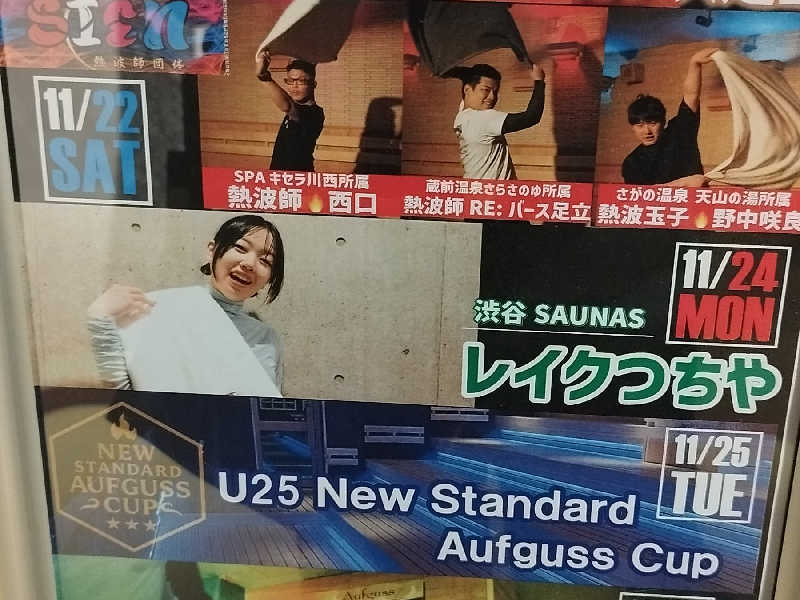 SIEN
熱波師団体
11/22
SAT
SPA キセラ川西所属
熱波師🔥西口
蔵前温泉さらさのゆ所属
熱波師 RE: バース足立
さがの温泉 天山の湯所属
熱波玉子🔥野中咲良
11/24
MON
渋谷 SAUNAS
レイクつちや
11/25
TUE
NEW
STANDARD
AUFGUSS
CUP
U25 New Standard
Aufguss Cup
Aufguss